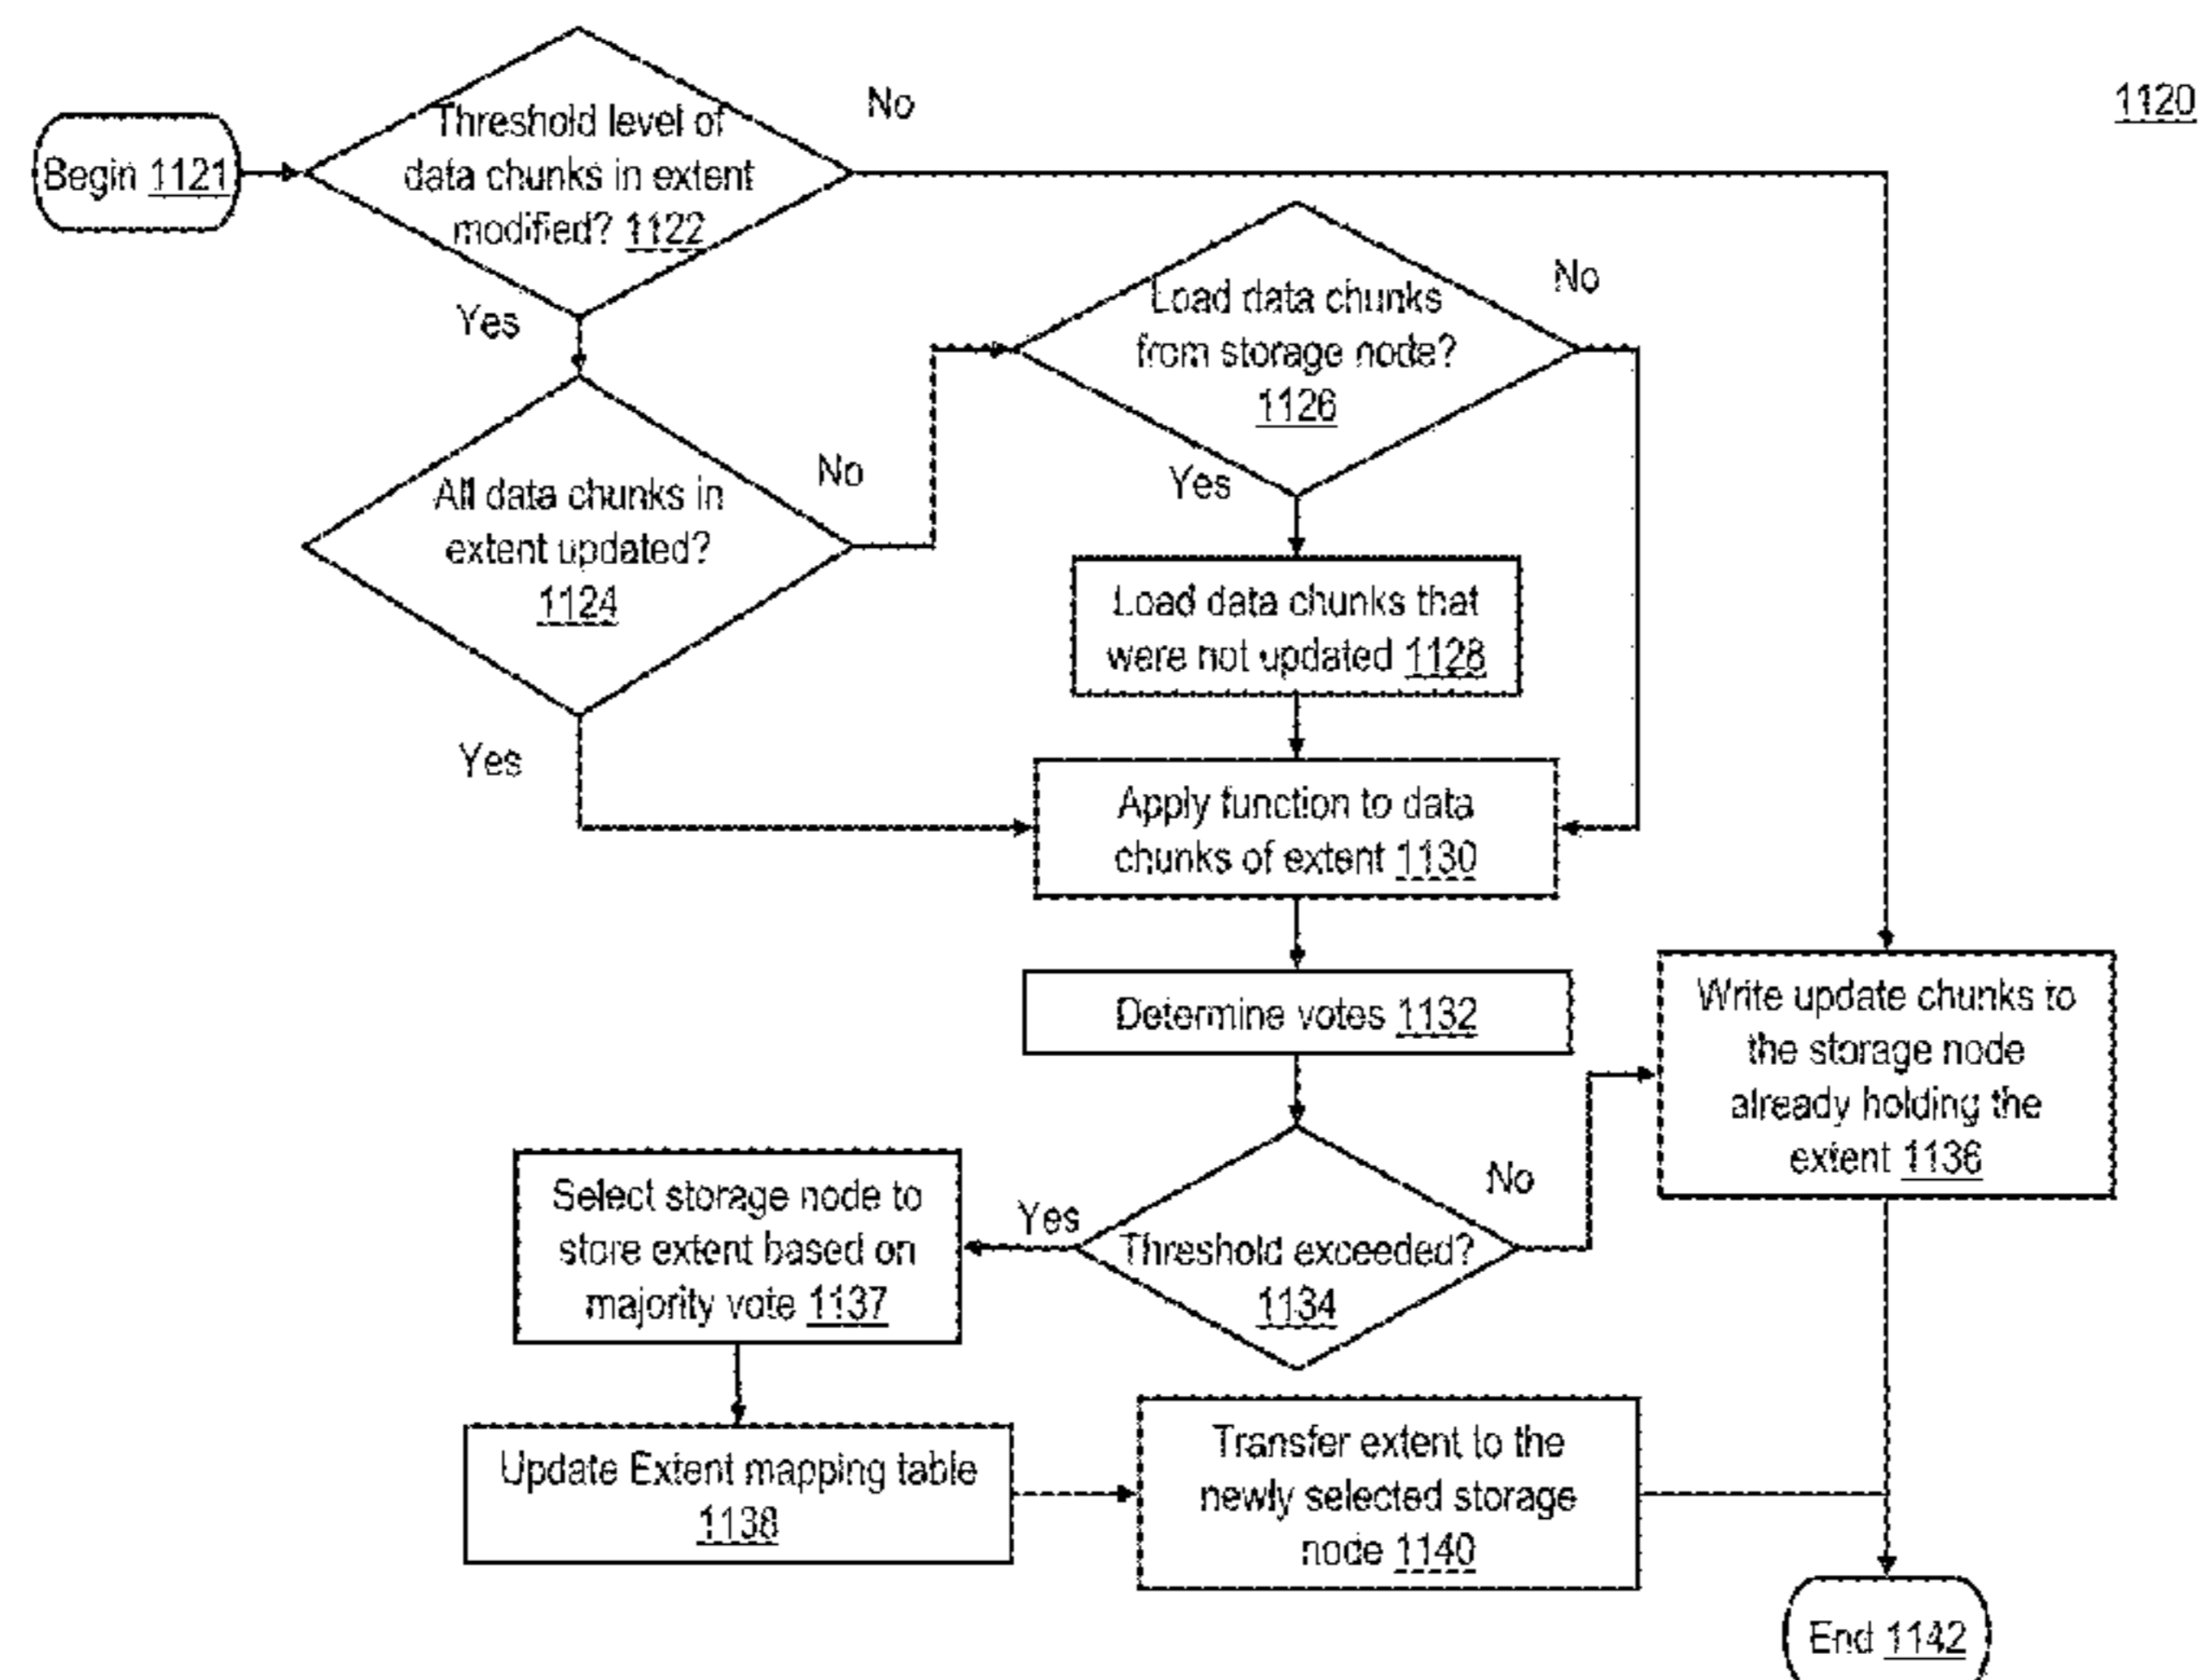 1120
Begin 1121
Threshold level of
data chunks in extent
modified? 1122
No
Yes
All data chunks in
extent updated?
1124
No
Yes
Load data chunks
from storage node?
1126
No
Yes
Load data chunks that
were not updated 1128
Apply function to data
chunks of extent 1130
Determine votes 1132
Threshold exceeded?
1134
No
Yes
Write update chunks to
the storage node
already holding the
extent 1136
Select storage node to
store extent based on
majority vote 1137
Update Extent mapping table
1138
Transfer extent to the
newly selected storage
node 1140
End 1142